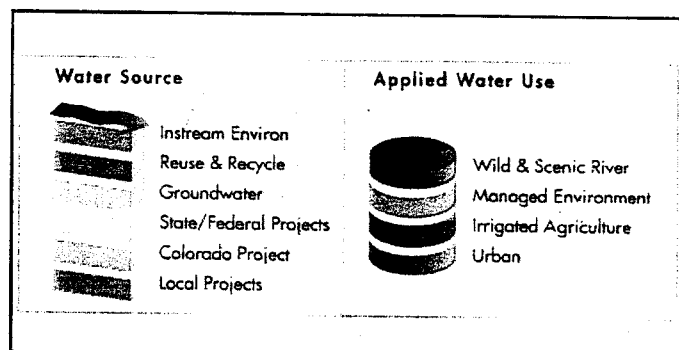 Water Source
Instream Environ
Reuse & Recycle
Groundwater
State/Federal Projects
Colorado Project
Local Projects
Applied Water Use
Wild & Scenic River
Managed Environment
Irrigated Agriculture
Urban